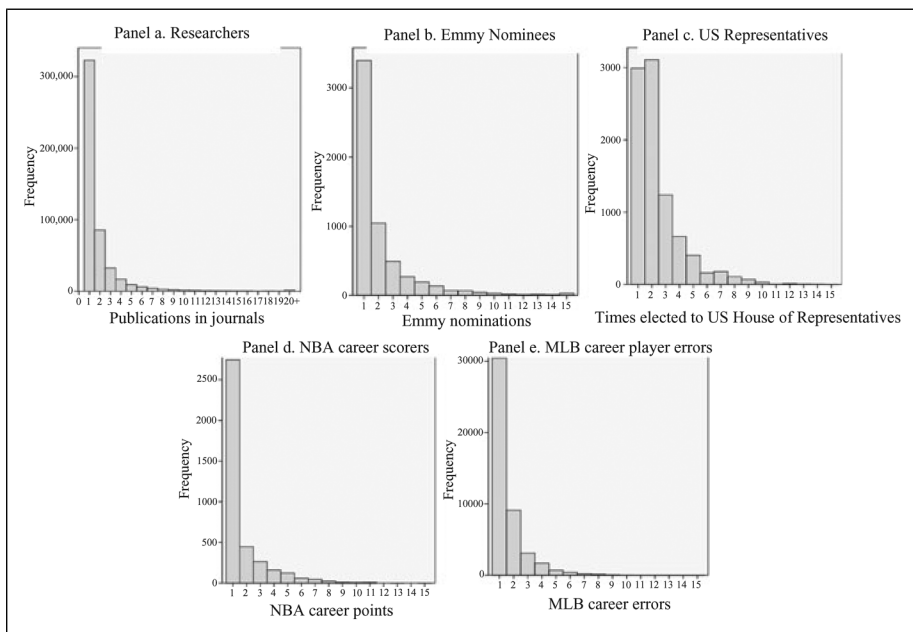 Panel a. Researchers
300,000
200,000
100,000
0
Frequency
0 1 2 3 4 5 6 7 8 9 10 11 12 13 14 15 16 17 18 19 20+
Publications in journals
Panel b. Emmy Nominees
3000
2000
1000
0
Frequency
1 2 3 4 5 6 7 8 9 10 11 12 13 14 15
Emmy nominations
Panel c. US Representatives
3000
2000
1000
0
Frequency
1 2 3 4 5 6 7 8 9 10 11 12 13 14 15
Times elected to US House of Representatives
Panel d. NBA career scorers
2500
2000
1500
1000
500
0
Frequency
1 2 3 4 5 6 7 8 9 10 11 12 13 14 15
NBA career points
Panel e. MLB career player errors
30000
20000
10000
0
Frequency
1 2 3 4 5 6 7 8 9 10 11 12 13 14 15
MLB career errors